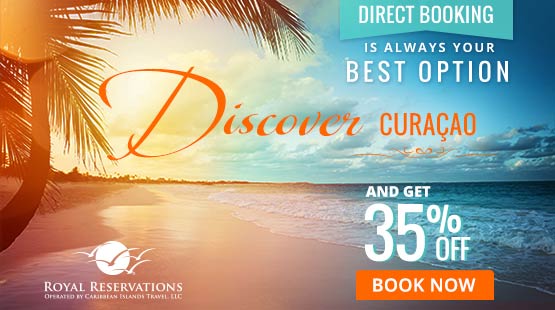 DIRECT BOOKING
IS ALWAYS YOUR
BEST OPTION
Discover CURAÇAO
AND GET
35% OFF
BOOK NOW
ROYAL RESERVATIONS
OPERATED BY CARIBBEAN ISLANDS TRAVEL, LLC